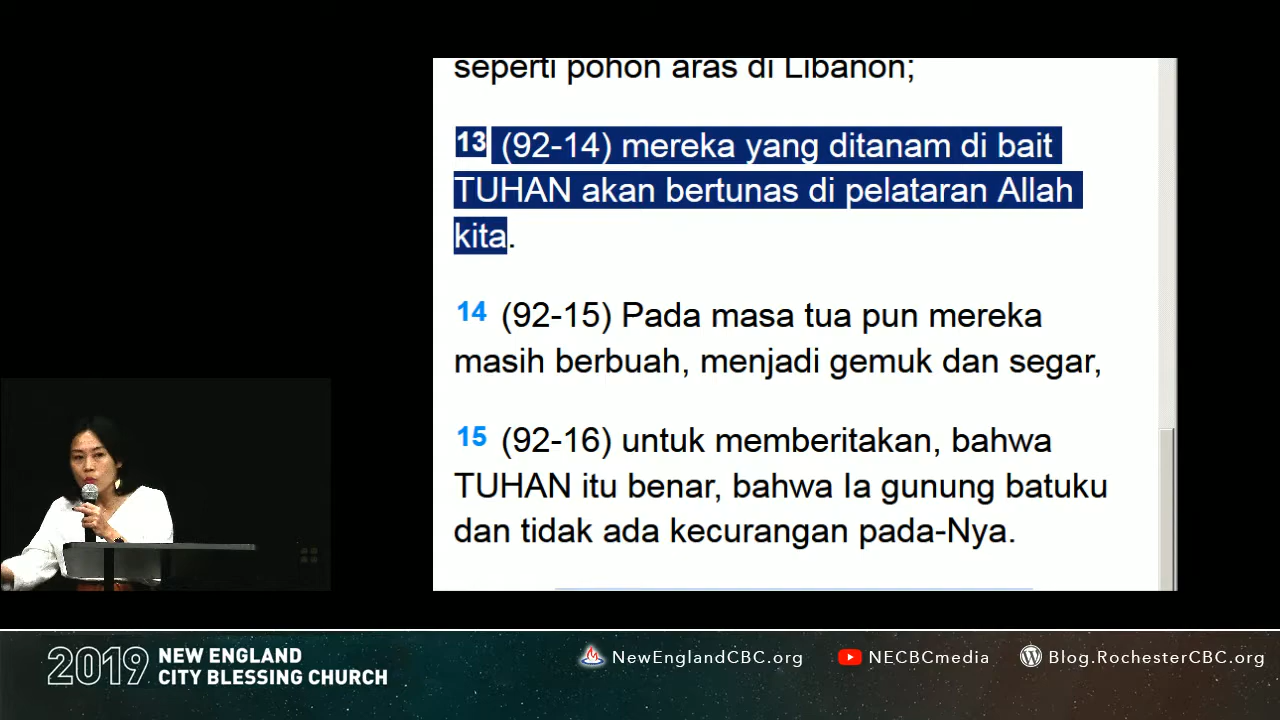 seperti pohon aras di Libanon;
13 (92-14) mereka yang ditanam di bait
TUHAN akan bertunas di pelataran Allah
kita.
14 (92-15) Pada masa tua pun mereka
masih berbuah, menjadi gemuk dan segar,
15 (92-16) untuk memberitakan, bahwa
TUHAN itu benar, bahwa Ia gunung batuku
dan tidak ada kecurangan pada-Nya.
2019 NEW ENGLAND
CITY BLESSING CHURCH
NewEnglandCBC.org
NECBCmedia
Blog.RochesterCBC.org